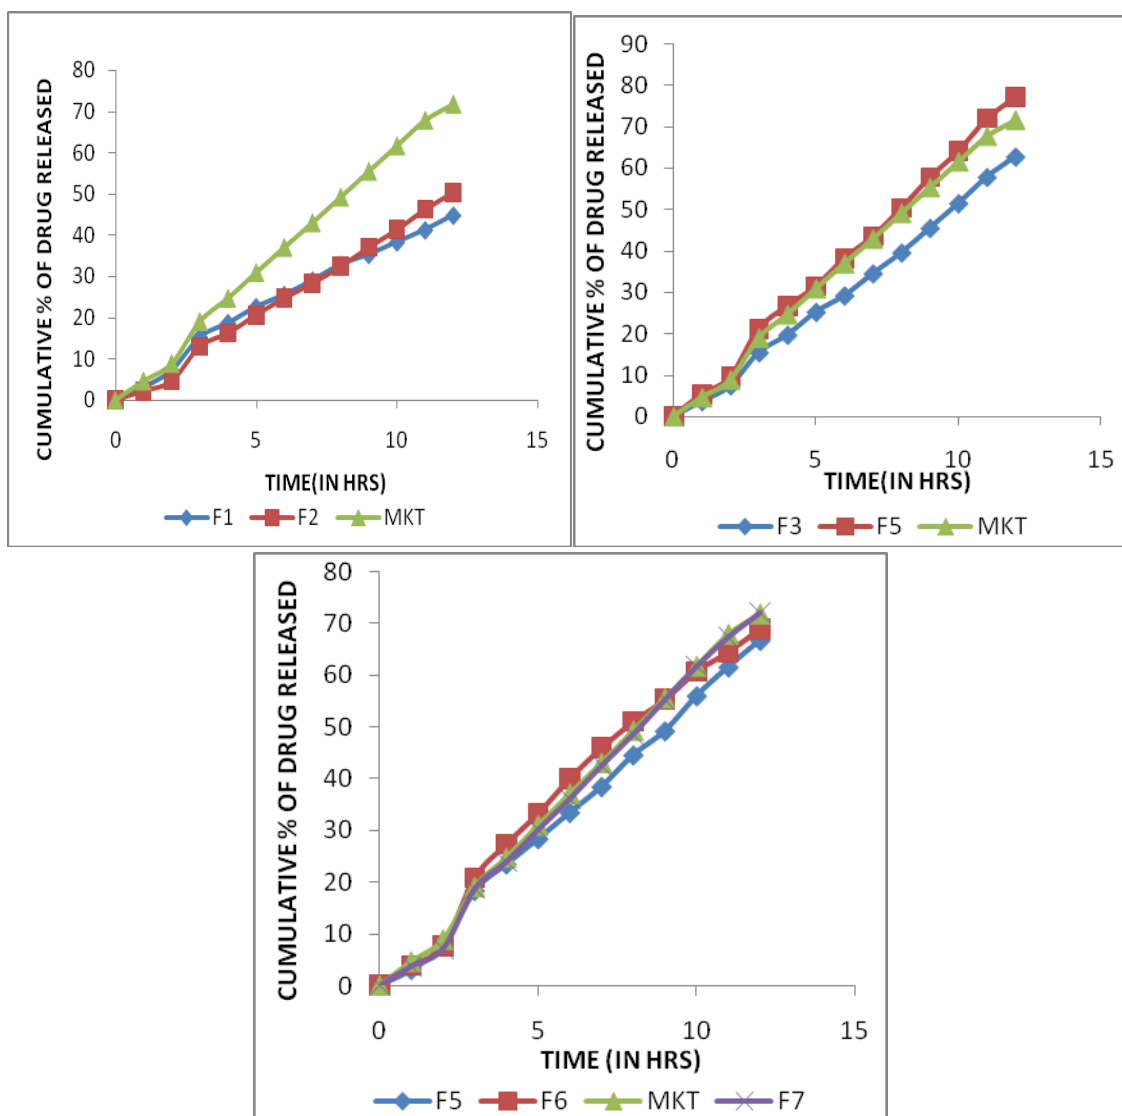 CUMULATIVE % OF DRUG RELEASED
80
70
60
50
40
30
20
10
0
0 5 10 15
TIME(IN HRS)
F1 F2 MKT
CUMULATIVE % OF DRUG RELEASED
90
80
70
60
50
40
30
20
10
0
0 5 10 15
TIME(IN HRS)
F3 F5 MKT
CUMULATIVE % OF DRUG RELEASED
80
70
60
50
40
30
20
10
0
0 5 10 15
TIME (IN HRS)
F5 F6 MKT F7